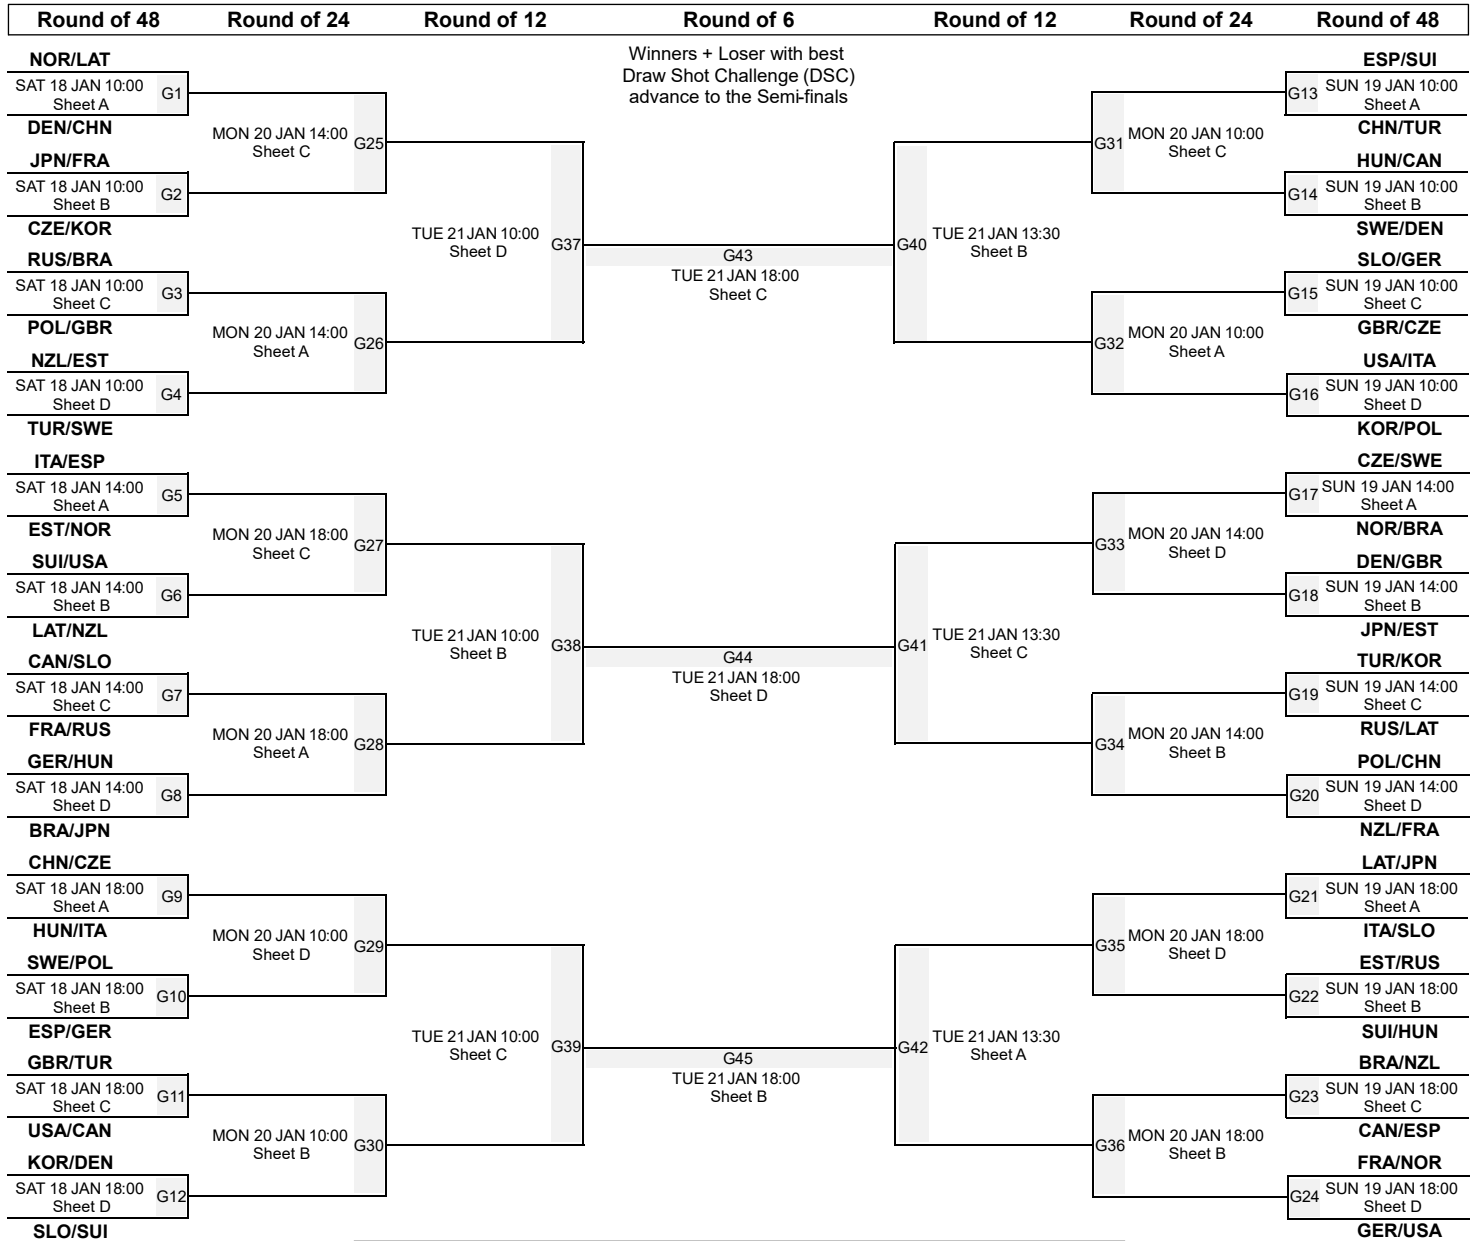 Round of 48 Round of 24 Round of 12 Round of 6 Round of 12 Round of 24 Round of 48
Winners + Loser with best
Draw Shot Challenge (DSC)
advance to the Semi-finals
NOR/LAT
SAT 18 JAN 10:00 G1
Sheet A
DEN/CHN
JPN/FRA
SAT 18 JAN 10:00 G2
Sheet B
CZE/KOR
RUS/BRA
SAT 18 JAN 10:00 G3
Sheet C
POL/GBR
NZL/EST
SAT 18 JAN 10:00 G4
Sheet D
TUR/SWE
ITA/ESP
SAT 18 JAN 14:00 G5
Sheet A
EST/NOR
SUI/USA
SAT 18 JAN 14:00 G6
Sheet B
LAT/NZL
CAN/SLO
SAT 18 JAN 14:00 G7
Sheet C
FRA/RUS
GER/HUN
SAT 18 JAN 14:00 G8
Sheet D
BRA/JPN
CHN/CZE
SAT 18 JAN 18:00 G9
Sheet A
HUN/ITA
SWE/POL
SAT 18 JAN 18:00 G10
Sheet B
ESP/GER
GBR/TUR
SAT 18 JAN 18:00 G11
Sheet C
USA/CAN
KOR/DEN
SAT 18 JAN 18:00 G12
Sheet D
SLO/SUI
MON 20 JAN 14:00 G25
Sheet C
MON 20 JAN 14:00 G26
Sheet A
MON 20 JAN 18:00 G27
Sheet C
MON 20 JAN 18:00 G28
Sheet A
MON 20 JAN 10:00 G29
Sheet D
MON 20 JAN 10:00 G30
Sheet B
TUE 21 JAN 10:00 G37
Sheet D
TUE 21 JAN 10:00 G38
Sheet B
TUE 21 JAN 10:00 G39
Sheet C
G43
TUE 21 JAN 18:00
Sheet C
G44
TUE 21 JAN 18:00
Sheet D
G45
TUE 21 JAN 18:00
Sheet B
G40 TUE 21 JAN 13:30
Sheet B
G41 TUE 21 JAN 13:30
Sheet C
G42 TUE 21 JAN 13:30
Sheet A
G31 MON 20 JAN 10:00
Sheet C
G32 MON 20 JAN 10:00
Sheet A
G33 MON 20 JAN 14:00
Sheet D
G34 MON 20 JAN 14:00
Sheet B
G35 MON 20 JAN 18:00
Sheet D
G36 MON 20 JAN 18:00
Sheet B
ESP/SUI
G13 SUN 19 JAN 10:00
Sheet A
CHN/TUR
HUN/CAN
G14 SUN 19 JAN 10:00
Sheet B
SWE/DEN
SLO/GER
G15 SUN 19 JAN 10:00
Sheet C
GBR/CZE
USA/ITA
G16 SUN 19 JAN 10:00
Sheet D
KOR/POL
CZE/SWE
G17 SUN 19 JAN 14:00
Sheet A
NOR/BRA
DEN/GBR
G18 SUN 19 JAN 14:00
Sheet B
JPN/EST
TUR/KOR
G19 SUN 19 JAN 14:00
Sheet C
RUS/LAT
POL/CHN
G20 SUN 19 JAN 14:00
Sheet D
NZL/FRA
LAT/JPN
G21 SUN 19 JAN 18:00
Sheet A
ITA/SLO
EST/RUS
G22 SUN 19 JAN 18:00
Sheet B
SUI/HUN
BRA/NZL
G23 SUN 19 JAN 18:00
Sheet C
CAN/ESP
FRA/NOR
G24 SUN 19 JAN 18:00
Sheet D
GER/USA